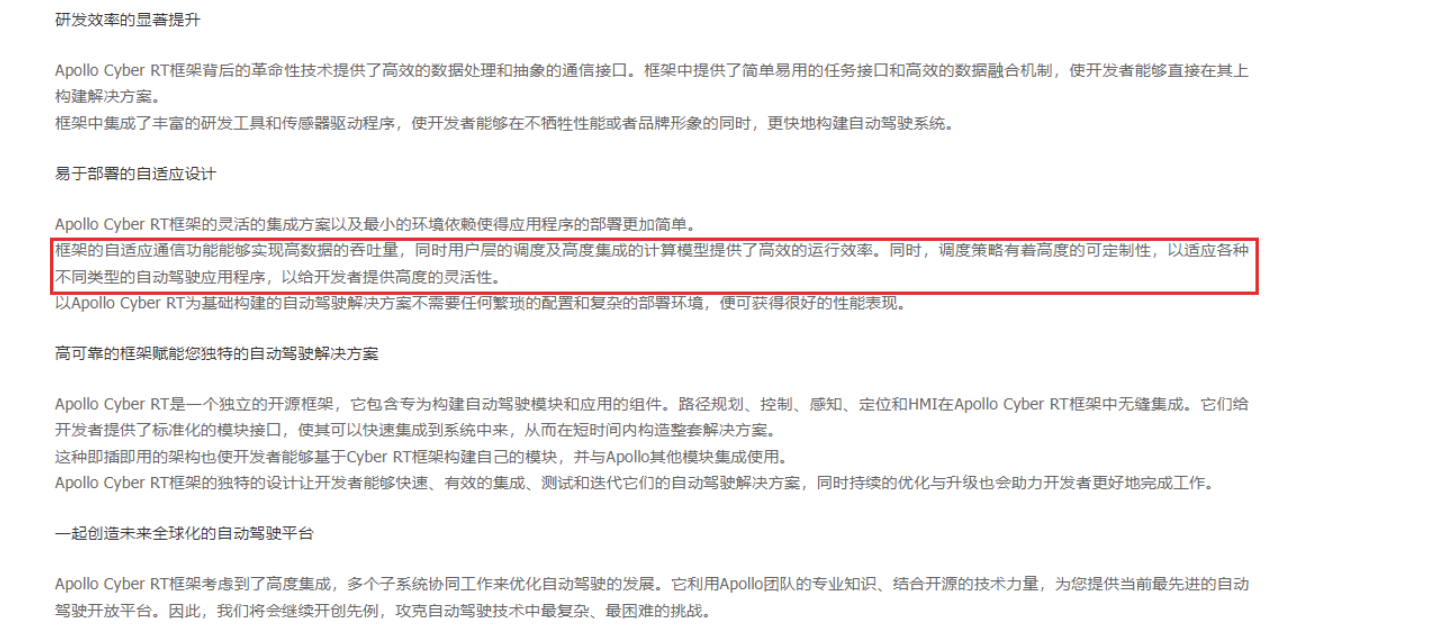 研发效率的显著提升
Apollo Cyber RT框架背后的革命性技术提供了高效的数据处理和抽象的通信接口。框架中提供了简单易用的任务接口和高效的数据融合机制，使开发者能够直接在其上
构建解决方案。
框架中集成了丰富的研发工具和传感器驱动程序，使开发者能够在不牺牲性能或者品牌形象的同时，更快地构建自动驾驶系统。
易于部署的自适应设计
Apollo Cyber RT框架的灵活的集成方案以及最小的环境依赖使得应用程序的部署更加简单。
框架的自适应通信功能能够实现高数据的吞吐量，同时用户层的调度及高度集成的计算模型提供了高效的运行效率。同时，调度策略有着高度的可定制性，以适应各种
不同类型的自动驾驶应用程序，以给开发者提供高度的灵活性。
以Apollo Cyber RT为基础构建的自动驾驶解决方案不需要任何繁琐的配置和复杂的部署环境，便可获得很好的性能表现。
高可靠的框架赋能您独特的自动驾驶解决方案
Apollo Cyber RT是一个独立的开源框架，它包含专为构建自动驾驶模块和应用的组件。路径规划、控制、感知、定位和HMI在Apollo Cyber RT框架中无缝集成。它们给
开发者提供了标准化的模块接口，使其可以快速集成到系统中来，从而在短时间内构造整套解决方案。
这种即插即用的架构也使开发者能够基于Cyber RT框架构建自己的模块，并与Apollo其他模块集成使用。
Apollo Cyber RT框架的独特的设计让开发者能够快速、有效的集成、测试和迭代它们的自动驾驶解决方案，同时持续的优化与升级也会助力开发者更好地完成工作。
一起创造未来全球化的自动驾驶平台
Apollo Cyber RT框架考虑到了高度集成，多个子系统协同工作来优化自动驾驶的发展。它利用Apollo团队的专业知识、结合开源的技术力量，为您提供当前最先进的自动
驾驶开放平台。因此，我们将会继续开创先例，攻克自动驾驶技术中最复杂、最困难的挑战。